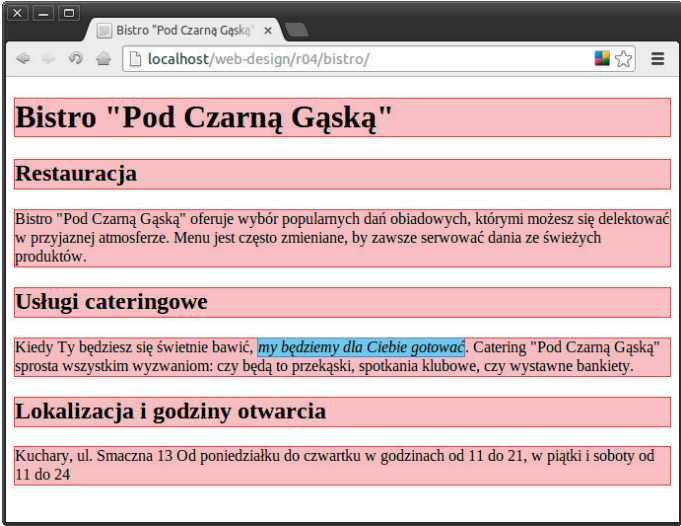 Bistro "Pod Czarną Gąską"
localhost/web-design/r04/bistro/
Bistro "Pod Czarną Gąską"
Restauracja
Bistro "Pod Czarną Gąską" oferuje wybór popularnych dań obiadowych, którymi możesz się delektować
w przyjaznej atmosferze. Menu jest często zmieniane, by zawsze serwować dania ze świeżych
produktów.
Usługi cateringowe
Kiedy Ty będziesz się świetnie bawić, my będziemy dla Ciebie gotować. Catering "Pod Czarną Gąską"
sprosta wszystkim wyzwaniom: czy będą to przekąski, spotkania klubowe, czy wystawne bankiety.
Lokalizacja i godziny otwarcia
Kuchary, ul. Smaczna 13 Od poniedziałku do czwartku w godzinach od 11 do 21, w piątki i soboty od
11 do 24